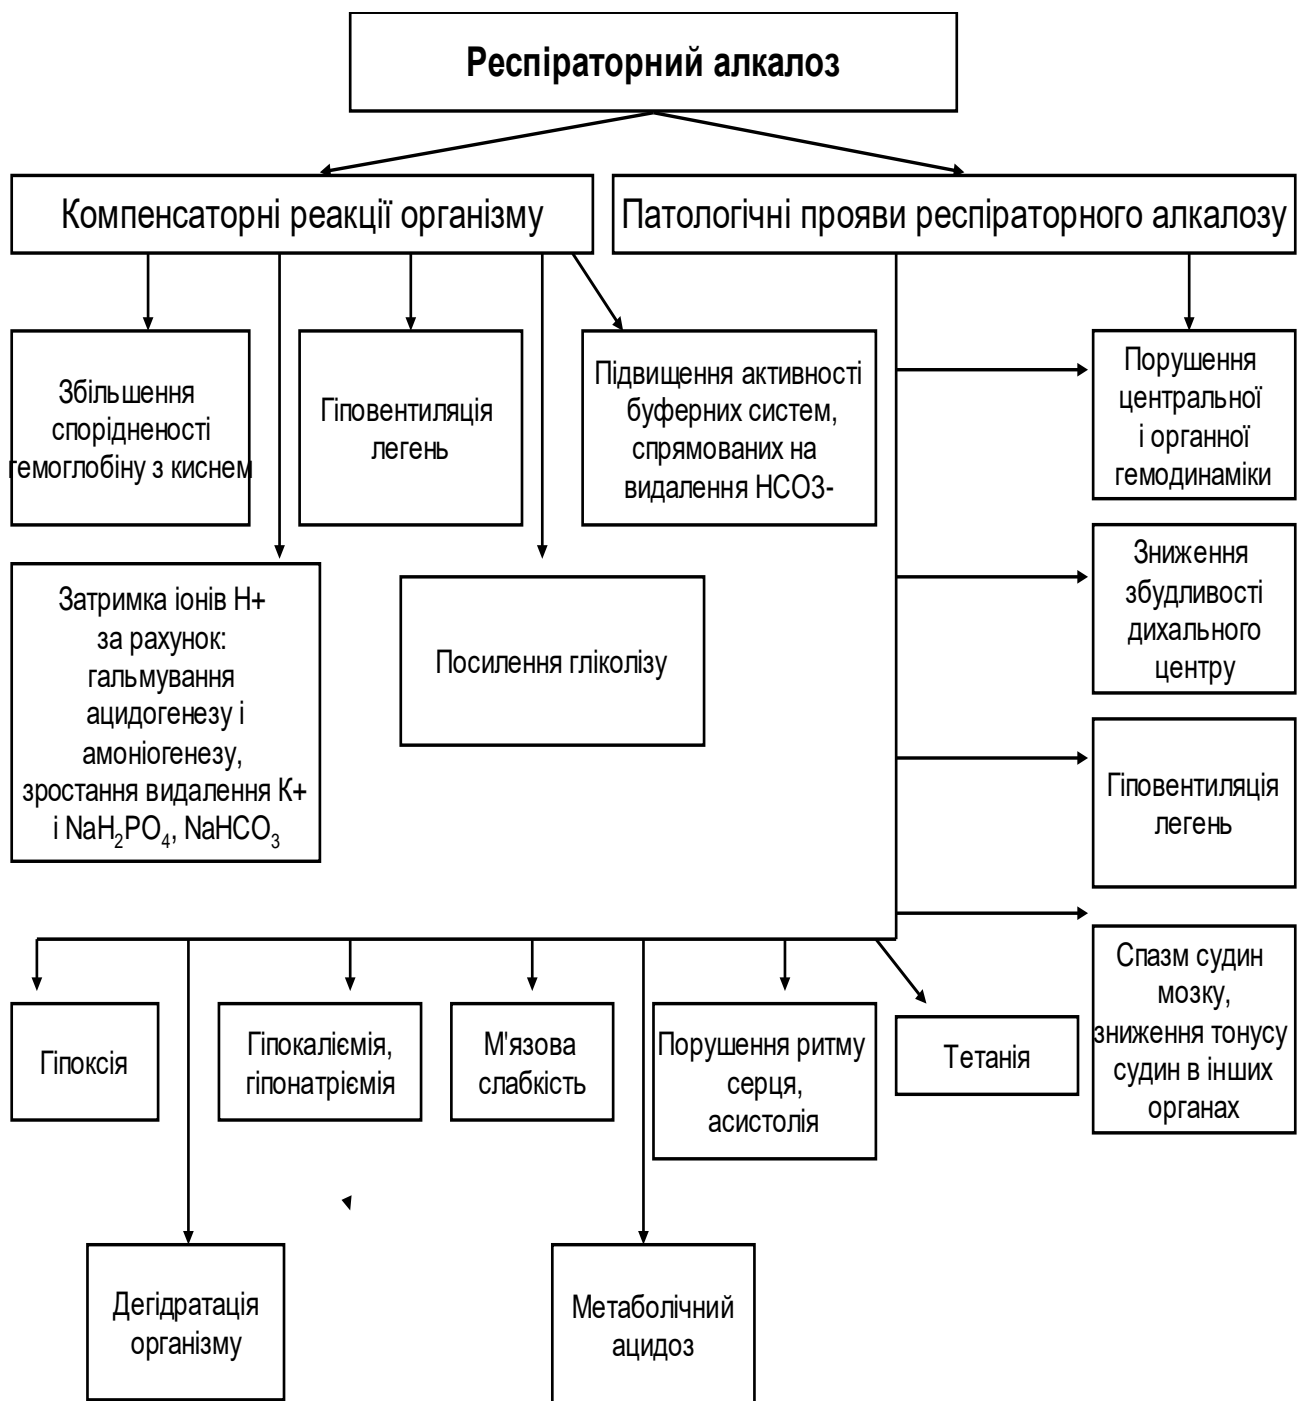 Респіраторний алкалоз
Компенсаторні реакції організму
Патологічні прояви респіраторного алкалозу
Збільшення
спорідненості
гемоглобіну з киснем
Гіповентиляція
легень
Підвищення активності
буферних систем,
спрямованих на
видалення НСО3-
Порушення
центральної
і органної
гемодинаміки
Затримка іонів Н+
за рахунок:
гальмування
ацидогенезу і
амоніогенезу,
зростання видалення К+
і NaH₂PO₄, NaHCO₃
Посилення гліколізу
Зниження
збудливості
дихального
центру
Гіповентиляція
легень
Спазм судин
мозку,
зниження тонусу
судин в інших
органах
Гіпоксія
Гіпокаліємія,
гіпонатріємія
М'язова
слабкість
Порушення ритму
серця,
асистолія
Тетанія
Дегідратація
організму
Метаболічний
ацидоз